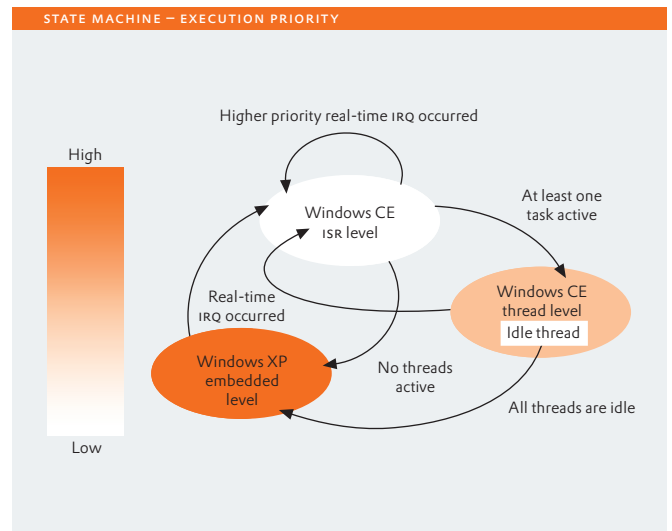 STATE MACHINE – EXECUTION PRIORITY
Higher priority real-time IRQ occurred
High
Windows CE
ISR level
At least one
task active
Windows CE
thread level
Idle thread
Real-time
IRQ occurred
Windows XP
embedded
level
No threads
active
All threads are idle
Low